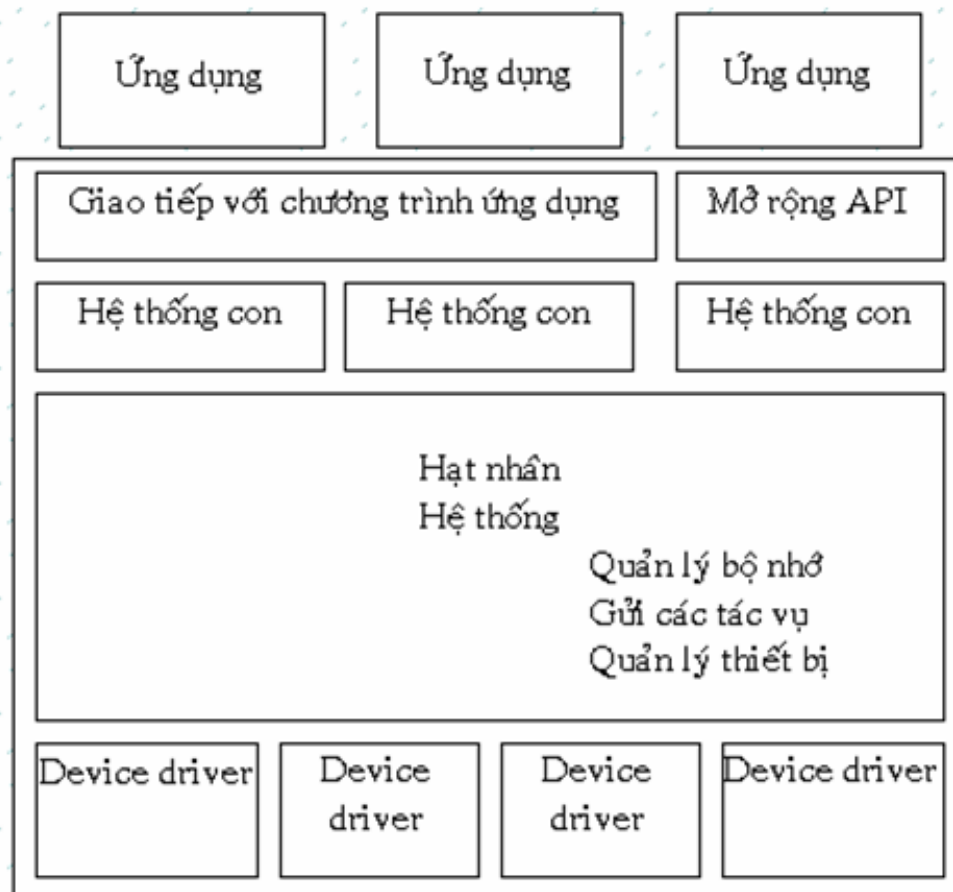 Ứng dụng
Ứng dụng
Ứng dụng
Giao tiếp với chương trình ứng dụng
Mở rộng API
Hệ thống con
Hệ thống con
Hệ thống con
Hạt nhân
Hệ thống
Quản lý bộ nhớ
Gửi các tác vụ
Quản lý thiết bị
Device driver
Device
driver
Device
driver
Device driver